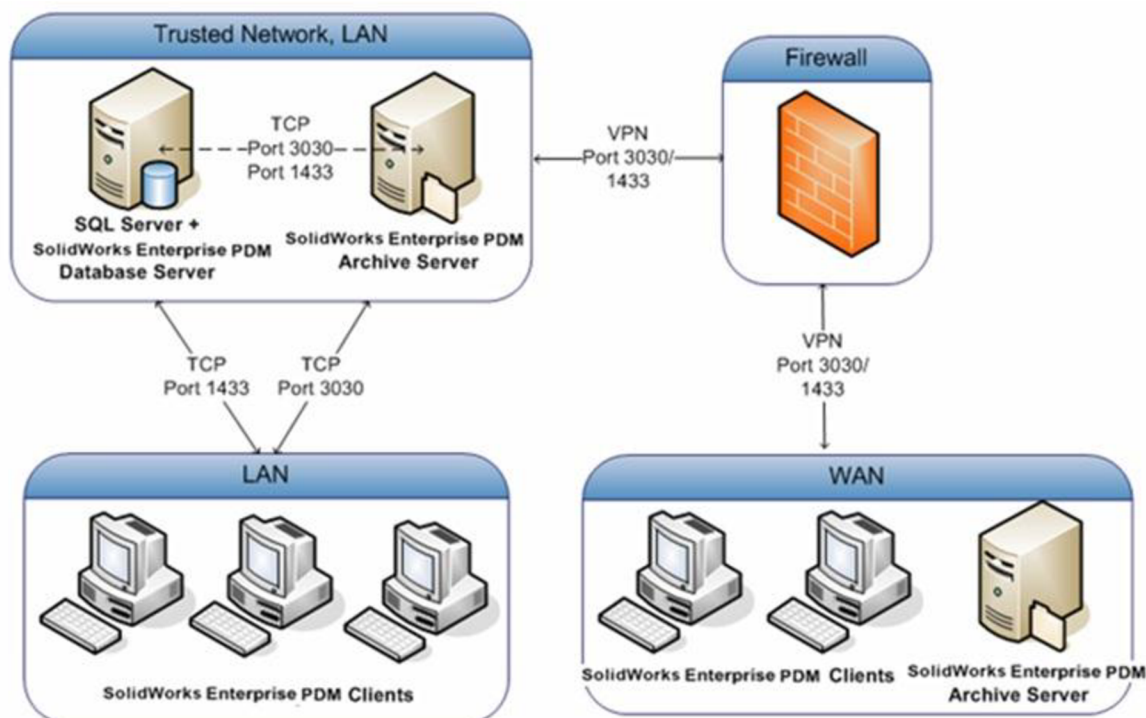 Trusted Network, LAN
TCP
Port 3030
Port 1433
SQL Server +
SolidWorks Enterprise PDM
Database Server
SolidWorks Enterprise PDM
Archive Server
VPN
Port 3030/
1433
Firewall
TCP
Port 1433
TCP
Port 3030
VPN
Port 3030/
1433
LAN
SolidWorks Enterprise PDM Clients
WAN
SolidWorks Enterprise PDM Clients
SolidWorks Enterprise PDM
Archive Server